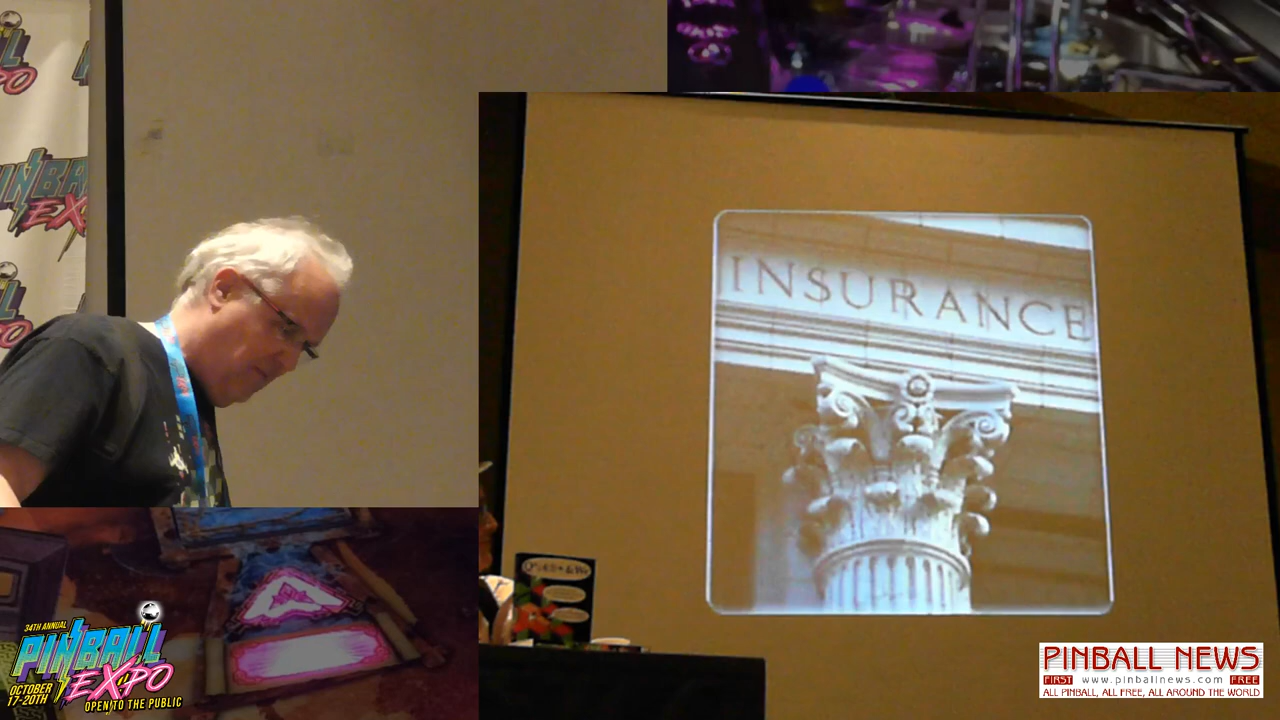 PINBALL
EXPO
INSURANCE
34TH ANNUAL
PINBALL
EXPO
OCTOBER
17-20TH
OPEN TO THE PUBLIC
PINBALL NEWS
FIRST www.pinballnews.com FREE
ALL PINBALL, ALL FREE, ALL AROUND THE WORLD